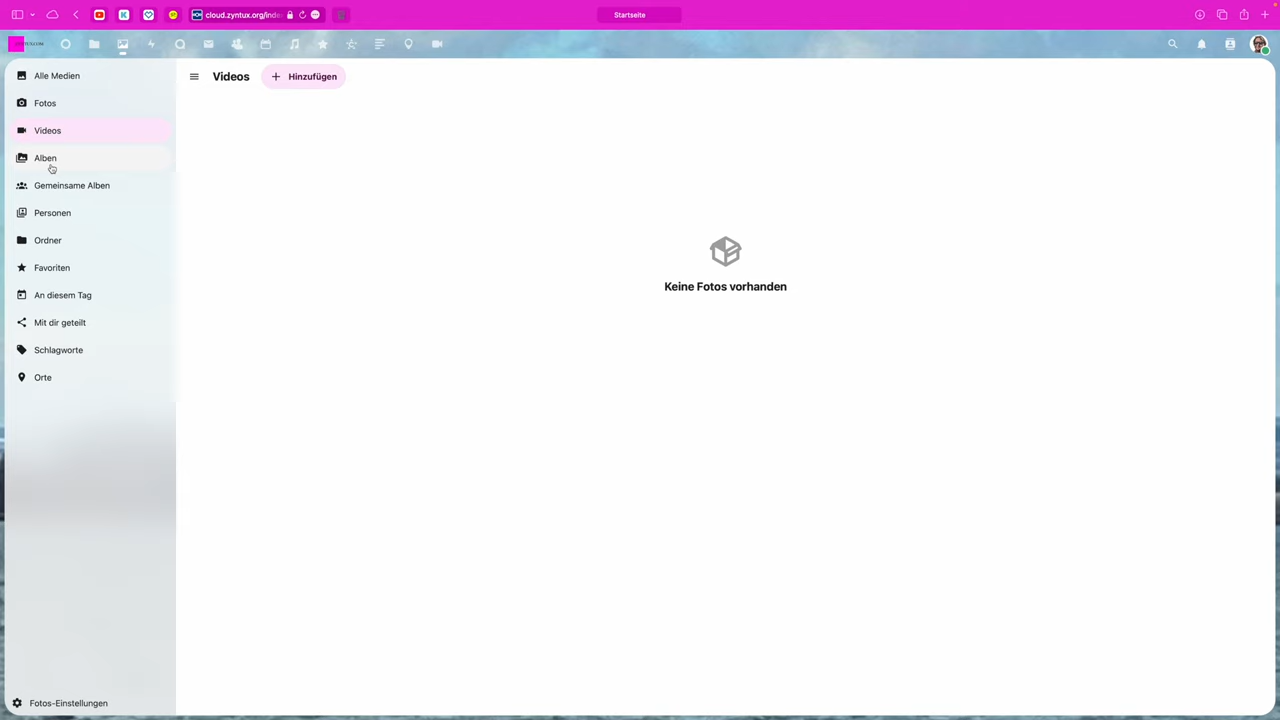 cloud.zyntux.org/inde
Startseite
Alle Medien
Fotos
Videos
Alben
Gemeinsame Alben
Personen
Ordner
Favoriten
An diesem Tag
Mit dir geteilt
Schlagworte
Orte
Fotos-Einstellungen
Videos
Hinzufügen
Keine Fotos vorhanden